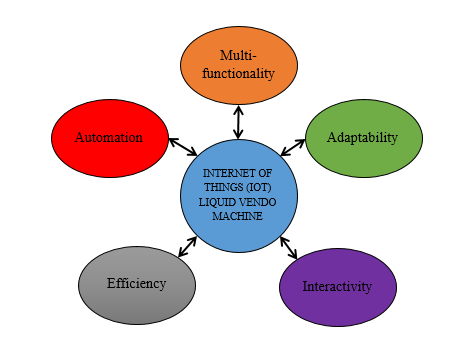 Multi-
functionality
Automation
Adaptability
INTERNET OF
THINGS (IOT)
LIQUID VENDO
MACHINE
Efficiency
Interactivity